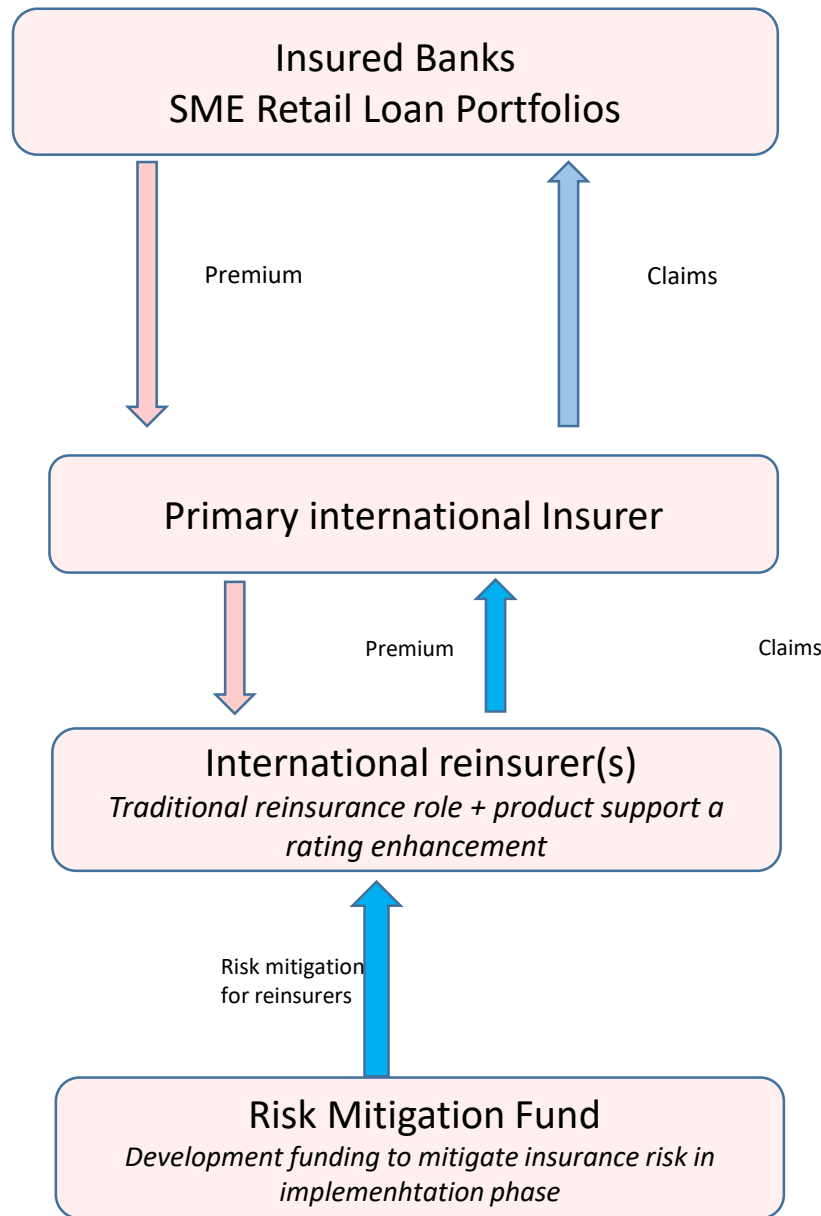 Insured Banks
SME Retail Loan Portfolios
Premium
Claims
Primary international Insurer
Premium
Claims
International reinsurer(s)
Traditional reinsurance role + product support a
rating enhancement
Risk mitigation
for reinsurers
Risk Mitigation Fund
Development funding to mitigate insurance risk in
implemenhtation phase